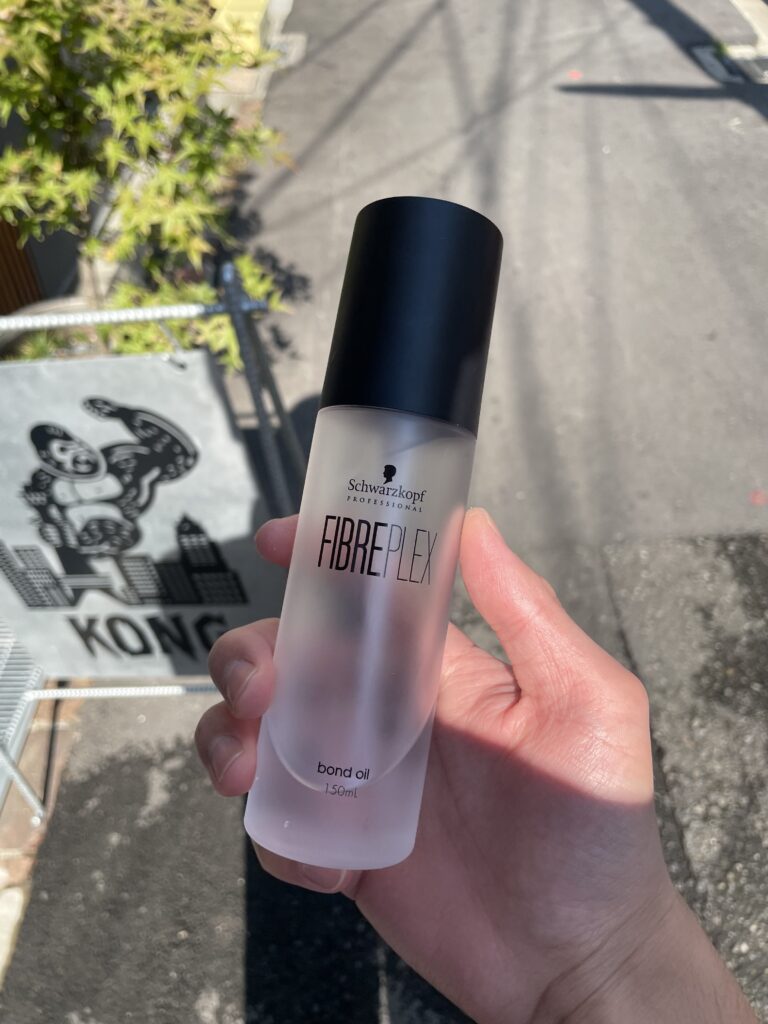 Schwarzkopf
PROFESSIONAL
FIBREPLEX
bond oil
150mL
KONG